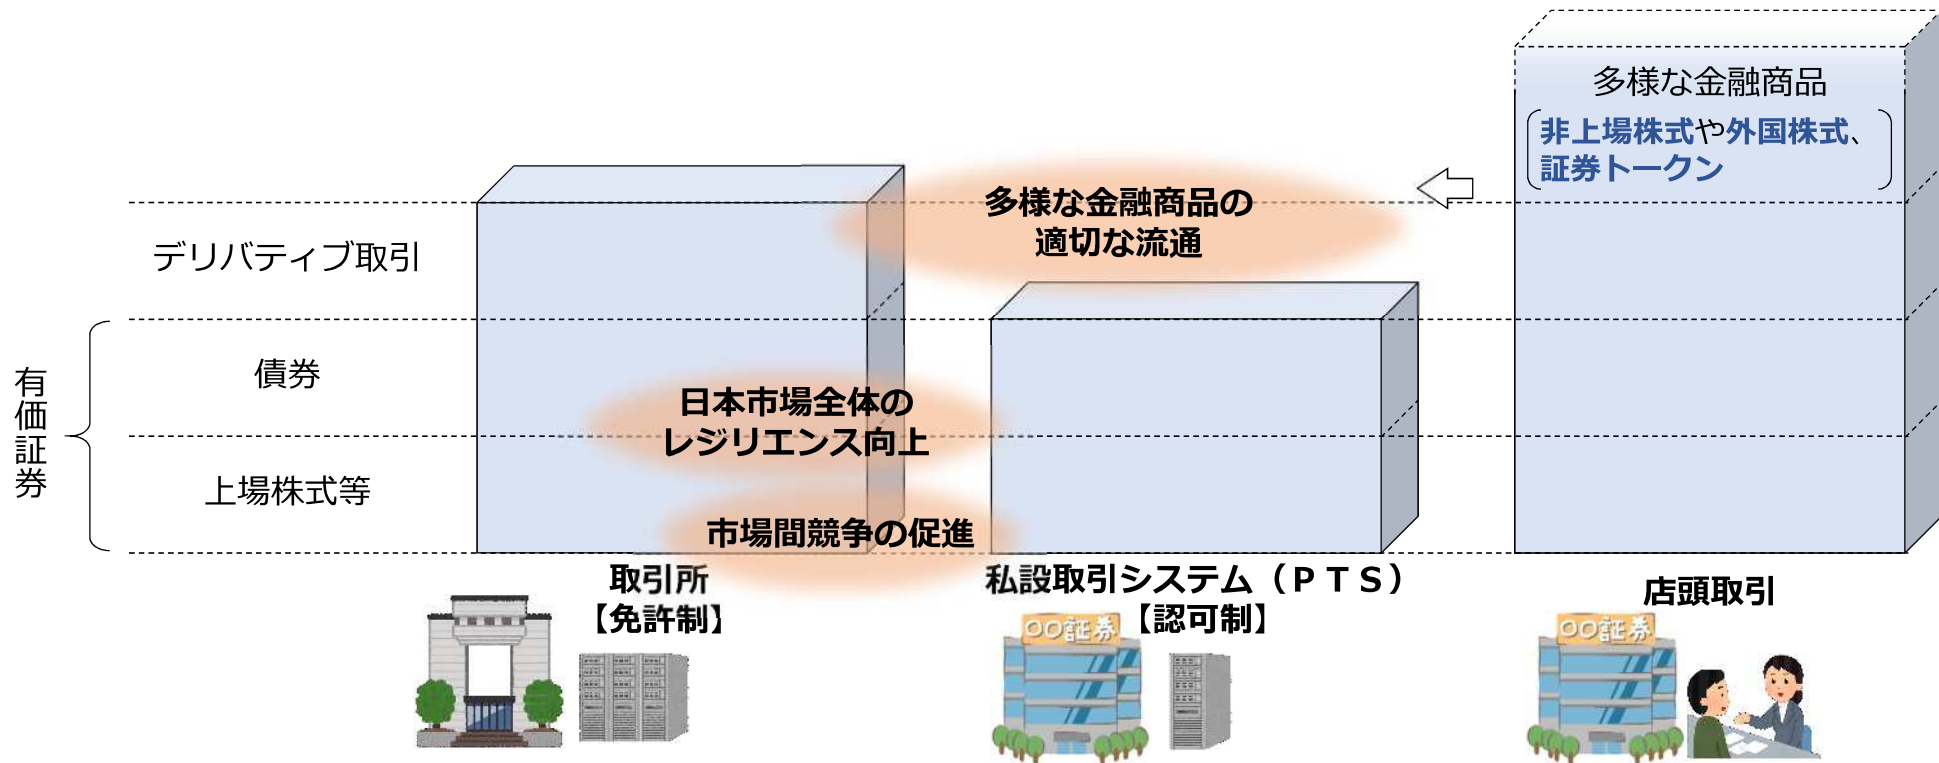 多様な金融商品
非上場株式や外国株式、
証券トークン
多様な金融商品の
適切な流通
デリバティブ取引
有価証券
債券
日本市場全体の
レジリエンス向上
上場株式等
市場間競争の促進
取引所
【免許制】
私設取引システム（ＰＴＳ）
【認可制】
店頭取引
〇〇証券
〇〇証券